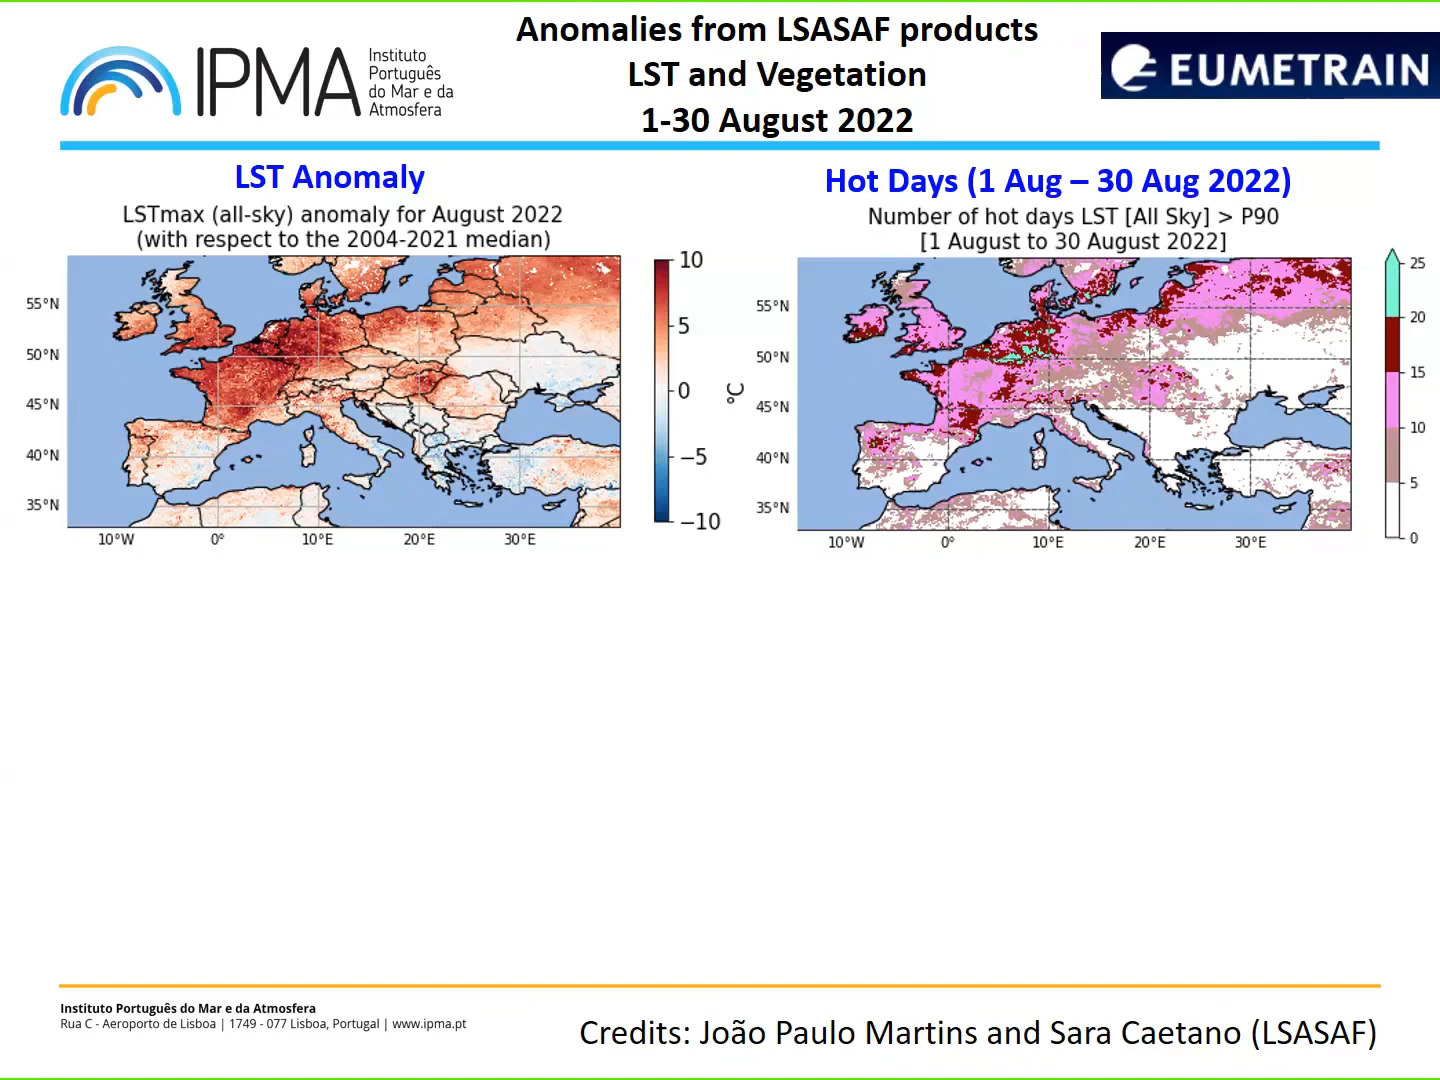 Anomalies from LSASAF products
LST and Vegetation
1-30 August 2022
IPMA
Instituto
Português
do Mar e da
Atmosfera
EUMETRAIN
LST Anomaly
LSTmax (all-sky) anomaly for August 2022
(with respect to the 2004-2021 median)
55°N
50°N
45°N
40°N
35°N
10°W 0° 10°E 20°E 30°E
10
5
0
−5
−10
°C
Hot Days (1 Aug – 30 Aug 2022)
Number of hot days LST [All Sky] > P90
[1 August to 30 August 2022]
55°N
50°N
45°N
40°N
35°N
10°W 0° 10°E 20°E 30°E
25
20
15
10
5
0
Instituto Português do Mar e da Atmosfera
Rua C - Aeroporto de Lisboa | 1749 - 077 Lisboa, Portugal | www.ipma.pt
Credits: João Paulo Martins and Sara Caetano (LSASAF)